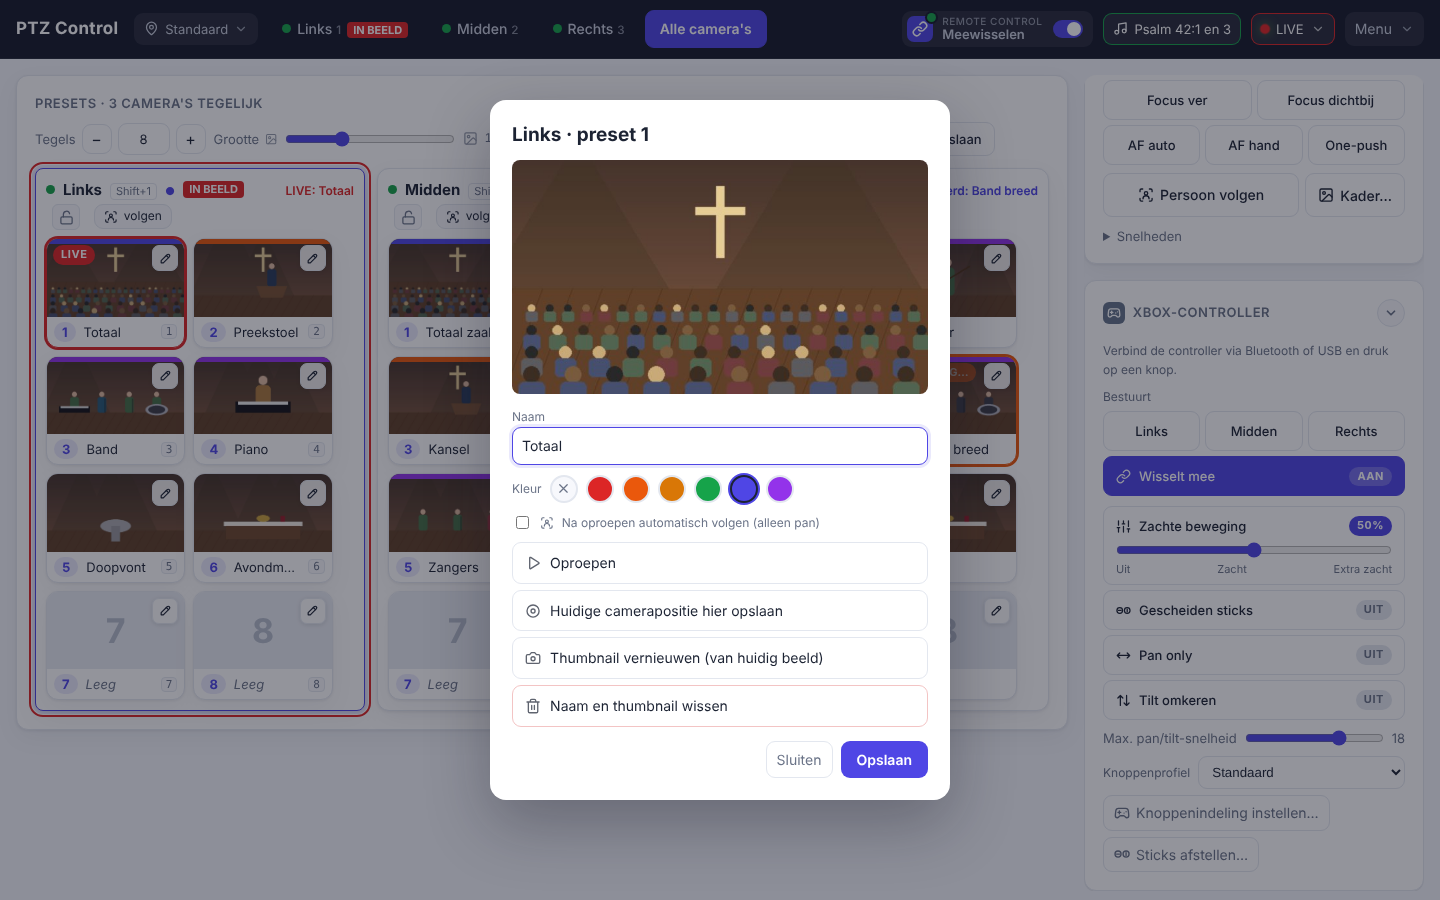 PTZ Control
Standaard
Links 1 IN BEELD
Midden 2
Rechts 3
Alle camera's
REMOTE CONTROL
Meewisselen
Psalm 42:1 en 3
LIVE
Menu
PRESETS · 3 CAMERA'S TEGELIJK
Tegels − 8 + Grootte
Links Shift+1 IN BEELD LIVE: Totaal
volgen
LIVE
1 Totaal 1
2 Preekstoel 2
3 Band 3
4 Piano 4
5 Doopvont 5
6 Avondm... 6
7
7 Leeg 7
8
8 Leeg 8
Midden
1 Totaal zaal
3 Kansel
5 Zangers
7
7 Leeg
Band breed
breed
Links · preset 1
Naam
Totaal
Kleur
Na oproepen automatisch volgen (alleen pan)
Oproepen
Huidige camerapositie hier opslaan
Thumbnail vernieuwen (van huidig beeld)
Naam en thumbnail wissen
Sluiten
Opslaan
Focus ver
Focus dichtbij
AF auto
AF hand
One-push
Persoon volgen
Kader...
Snelheden
XBOX-CONTROLLER
Verbind de controller via Bluetooth of USB en druk
op een knop.
Bestuurt
Links
Midden
Rechts
Wisselt mee AAN
Zachte beweging 50%
Uit Zacht Extra zacht
Gescheiden sticks UIT
Pan only UIT
Tilt omkeren UIT
Max. pan/tilt-snelheid 18
Knoppenprofiel Standaard
Knoppenindeling instellen...
Sticks afstellen...